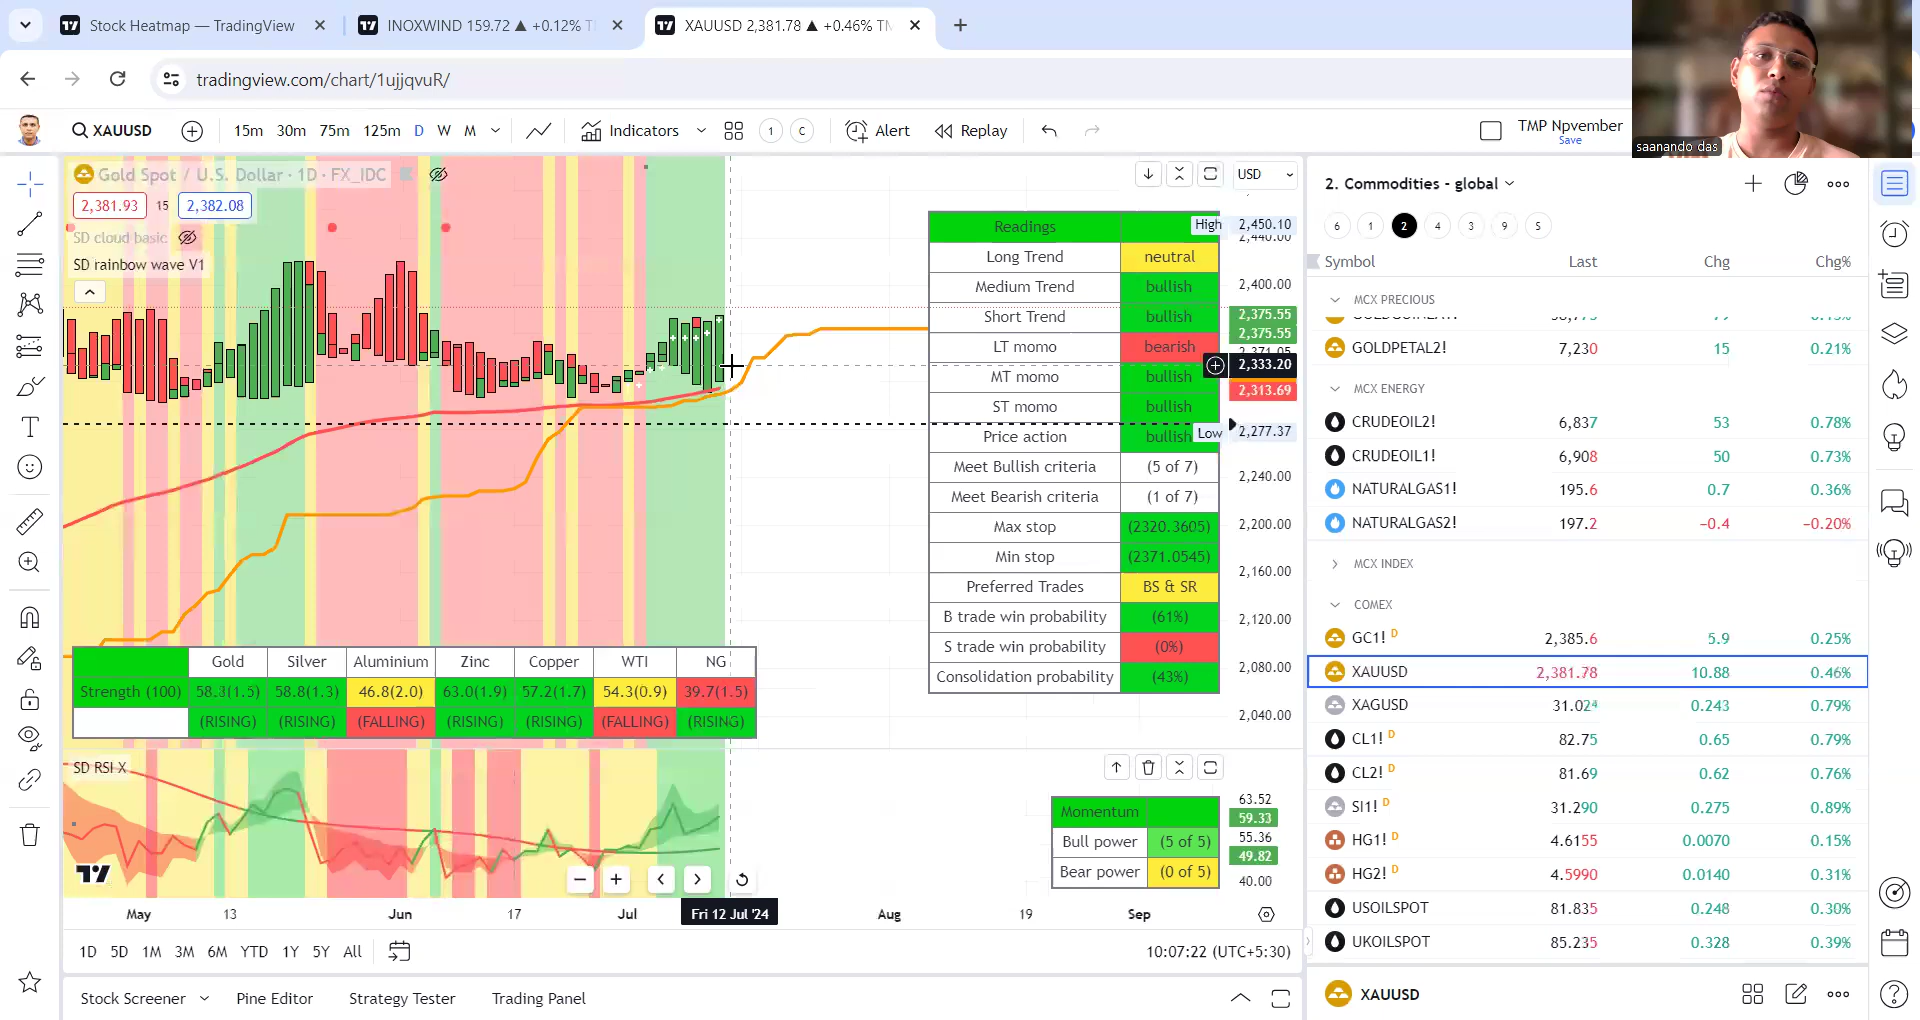 Stock Heatmap — TradingView
INOXWIND 159.72 ▲ +0.12% T
XAUUSD 2,381.78 ▲ +0.46% TM
tradingview.com/chart/1ujjqvuR/
XAUUSD 15m 30m 75m 125m D W M Indicators 1 C Alert Replay TMP Npvember
Save
saanando das
Gold Spot / U.S. Dollar · 1D · FX_IDC
2,381.93 15 2,382.08
SD cloud basic
SD rainbow wave V1
USD
High 2,450.10
2,440.00
2,400.00
2,375.55
2,375.55
2,371.05
2,333.20
2,313.69
Low 2,277.37
2,240.00
2,200.00
2,160.00
2,120.00
2,080.00
2,040.00
Readings
Long Trend neutral
Medium Trend bullish
Short Trend bullish
LT momo bearish
MT momo bullish
ST momo bullish
Price action bullish
Meet Bullish criteria (5 of 7)
Meet Bearish criteria (1 of 7)
Max stop (2320.3605)
Min stop (2371.0545)
Preferred Trades BS & SR
B trade win probability (61%)
S trade win probability (0%)
Consolidation probability (43%)
Gold Silver Aluminium Zinc Copper WTI NG
Strength (100) 58.3(1.5) 58.8(1.3) 46.8(2.0) 63.0(1.9) 57.2(1.7) 54.3(0.9) 39.7(1.5)
(RISING) (RISING) (FALLING) (RISING) (RISING) (FALLING) (RISING)
SD RSI X
Momentum
Bull power (5 of 5)
Bear power (0 of 5)
63.52
59.33
55.36
49.82
40.00
May 13 Jun 17 Jul Fri 12 Jul '24 Aug 19 Sep
1D 5D 1M 3M 6M YTD 1Y 5Y All
10:07:22 (UTC+5:30)
Stock Screener Pine Editor Strategy Tester Trading Panel
2. Commodities - global
6 1 2 4 3 9 S
Symbol Last Chg Chg%
MCX PRECIOUS
GOLDPETAL2! 7,230 15 0.21%
MCX ENERGY
CRUDEOIL2! 6,837 53 0.78%
CRUDEOIL1! 6,908 50 0.73%
NATURALGAS1! 195.6 0.7 0.36%
NATURALGAS2! 197.2 −0.4 −0.20%
MCX INDEX
COMEX
GC1! D 2,385.6 5.9 0.25%
XAUUSD 2,381.78 10.88 0.46%
XAGUSD 31.024 0.243 0.79%
CL1! D 82.75 0.65 0.79%
CL2! D 81.69 0.62 0.76%
SI1! D 31.290 0.275 0.89%
HG1! D 4.6155 0.0070 0.15%
HG2! D 4.5990 0.0140 0.31%
USOILSPOT 81.835 0.248 0.30%
UKOILSPOT 85.235 0.328 0.39%
XAUUSD